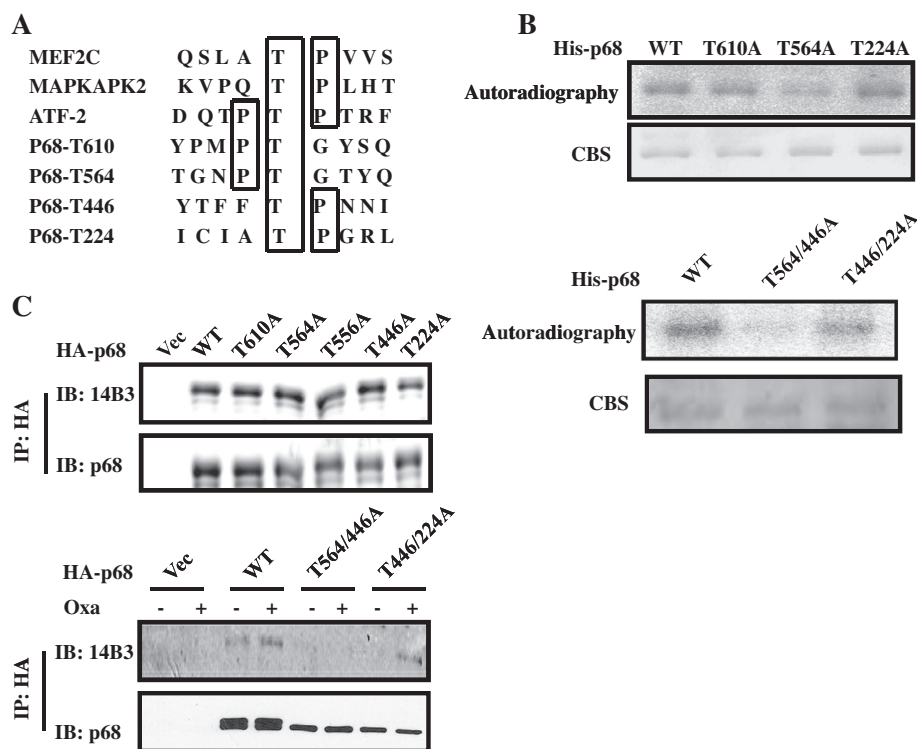 A
MEF2C Q S L A T P V V S
MAPKAPK2 K V P Q T P L H T
ATF-2 D Q T P T P T R F
P68-T610 Y P M P T G Y S Q
P68-T564 T G N P T G T Y Q
P68-T446 Y T F F T P N N I
P68-T224 I C I A T P G R L
B
His-p68 WT T610A T564A T224A
Autoradiography
CBS
His-p68 WT T564/446A T446/224A
Autoradiography
CBS
C
HA-p68 Vec WT T610A T564A T556A T446A T224A
IP: HA
IB: 14B3
IB: p68
HA-p68 Vec WT T564/446A T446/224A
Oxa - + - + - + - +
IP: HA
IB: 14B3
IB: p68